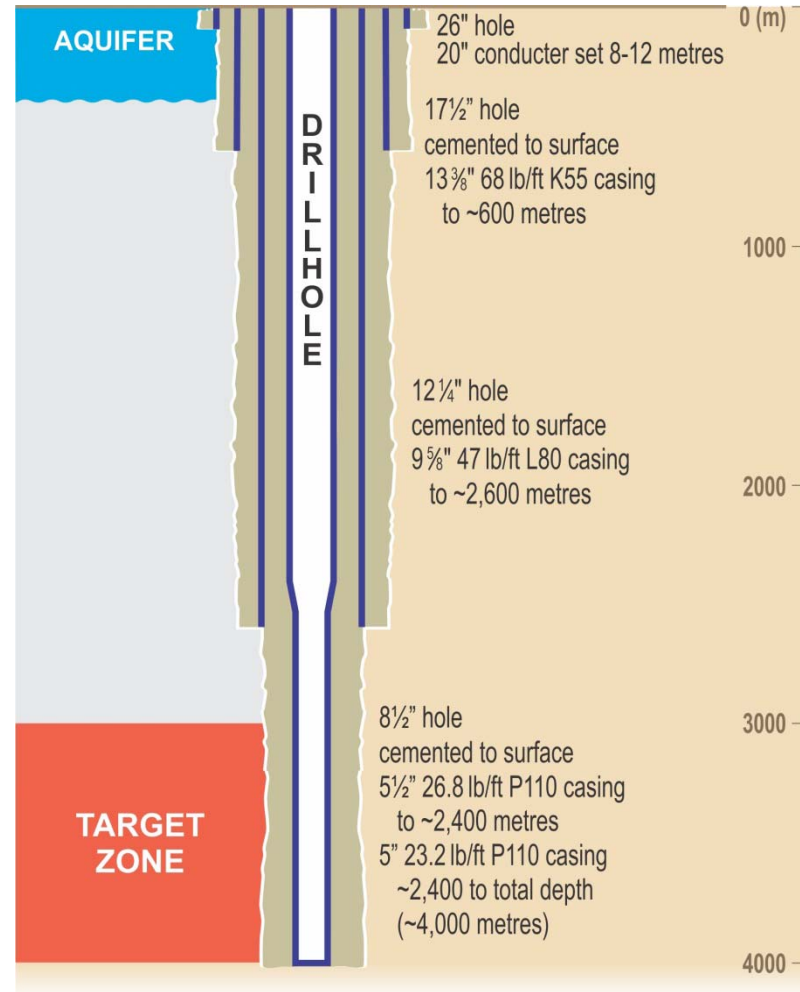 AQUIFER
0 (m)
26" hole
20" conducter set 8-12 metres
17½” hole
cemented to surface
13⅜" 68 lb/ft K55 casing
to ~600 metres
DRILLHOLE
1000
12¼" hole
cemented to surface
9⅝" 47 lb/ft L80 casing
to ~2,600 metres
2000
3000
8½” hole
cemented to surface
5½” 26.8 lb/ft P110 casing
to ~2,400 metres
5” 23.2 lb/ft P110 casing
~2,400 to total depth
(~4,000 metres)
TARGET
ZONE
4000